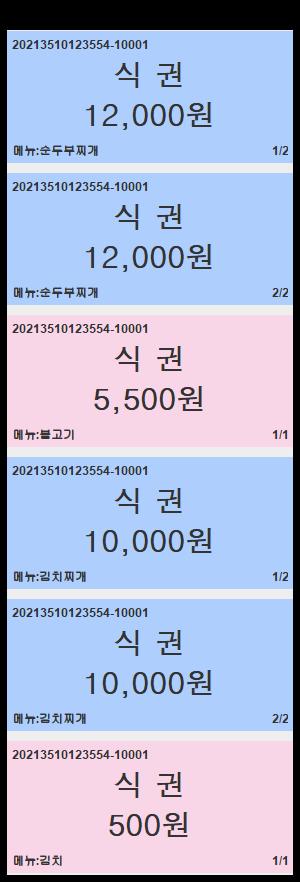 20213510123554-10001
식 권
12,000원
메뉴:순두부찌개 1/2
20213510123554-10001
식 권
12,000원
메뉴:순두부찌개 2/2
20213510123554-10001
식 권
5,500원
메뉴:불고기 1/1
20213510123554-10001
식 권
10,000원
메뉴:김치찌개 1/2
20213510123554-10001
식 권
10,000원
메뉴:김치찌개 2/2
20213510123554-10001
식 권
500원
메뉴:김치 1/1